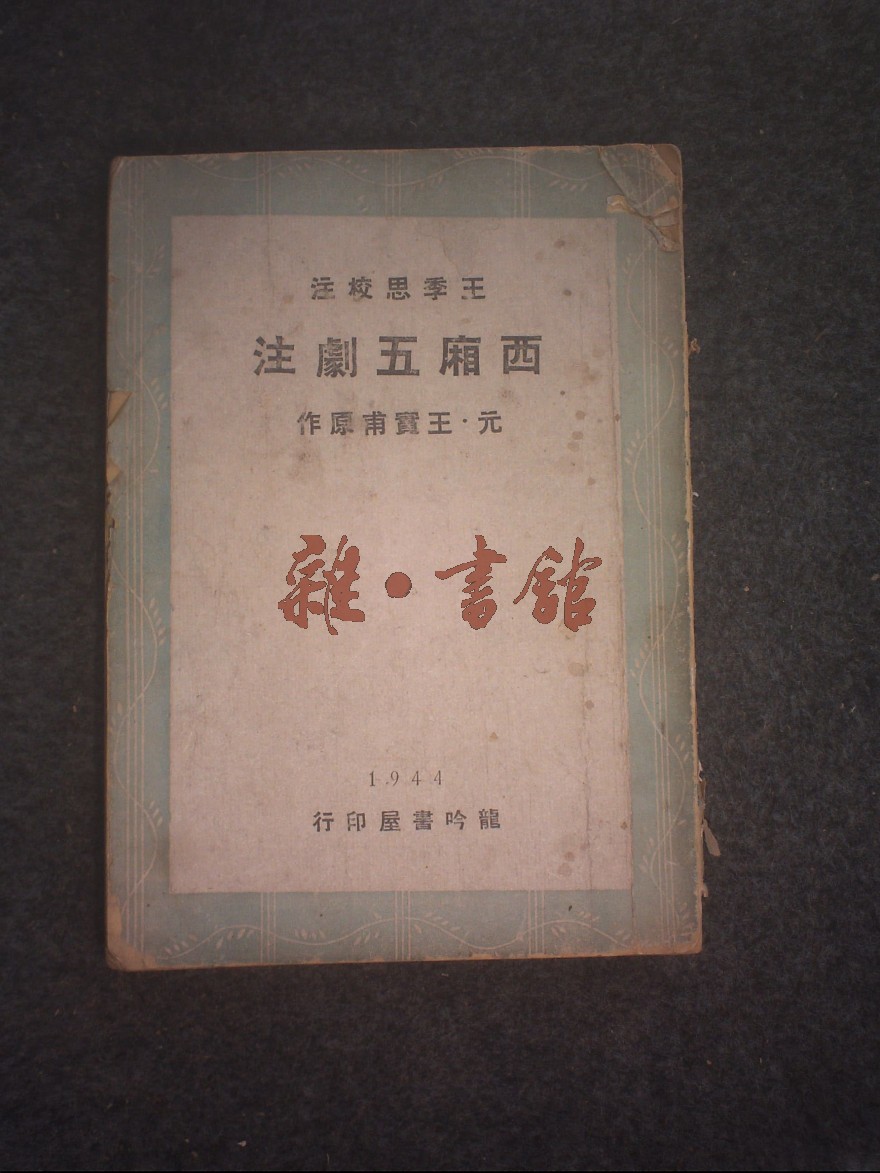 王季思校注
西廂五劇注
元·王實甫原作
雜·書館
1944
龍吟書屋印行